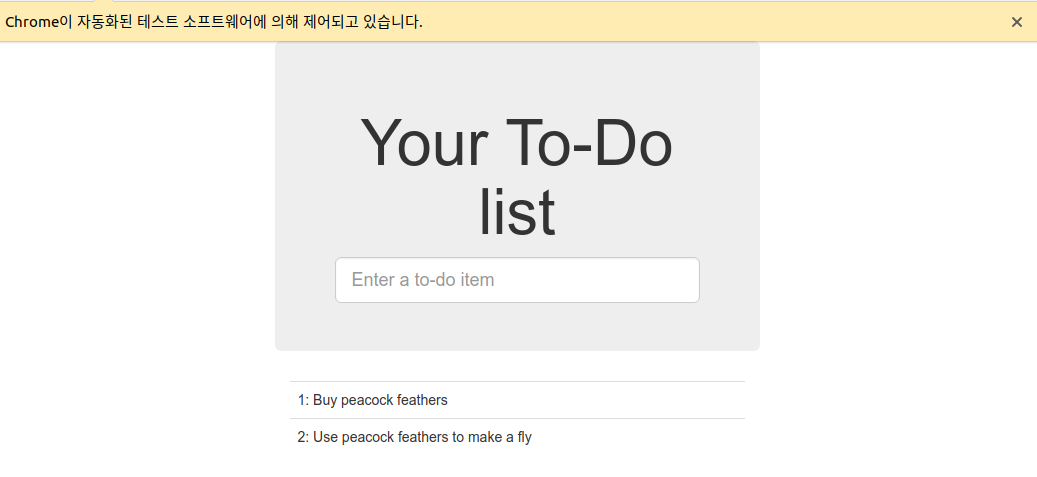 Chrome이 자동화된 테스트 소프트웨어에 의해 제어되고 있습니다.
Your To-Do
list
Enter a to-do item
1: Buy peacock feathers
2: Use peacock feathers to make a fly